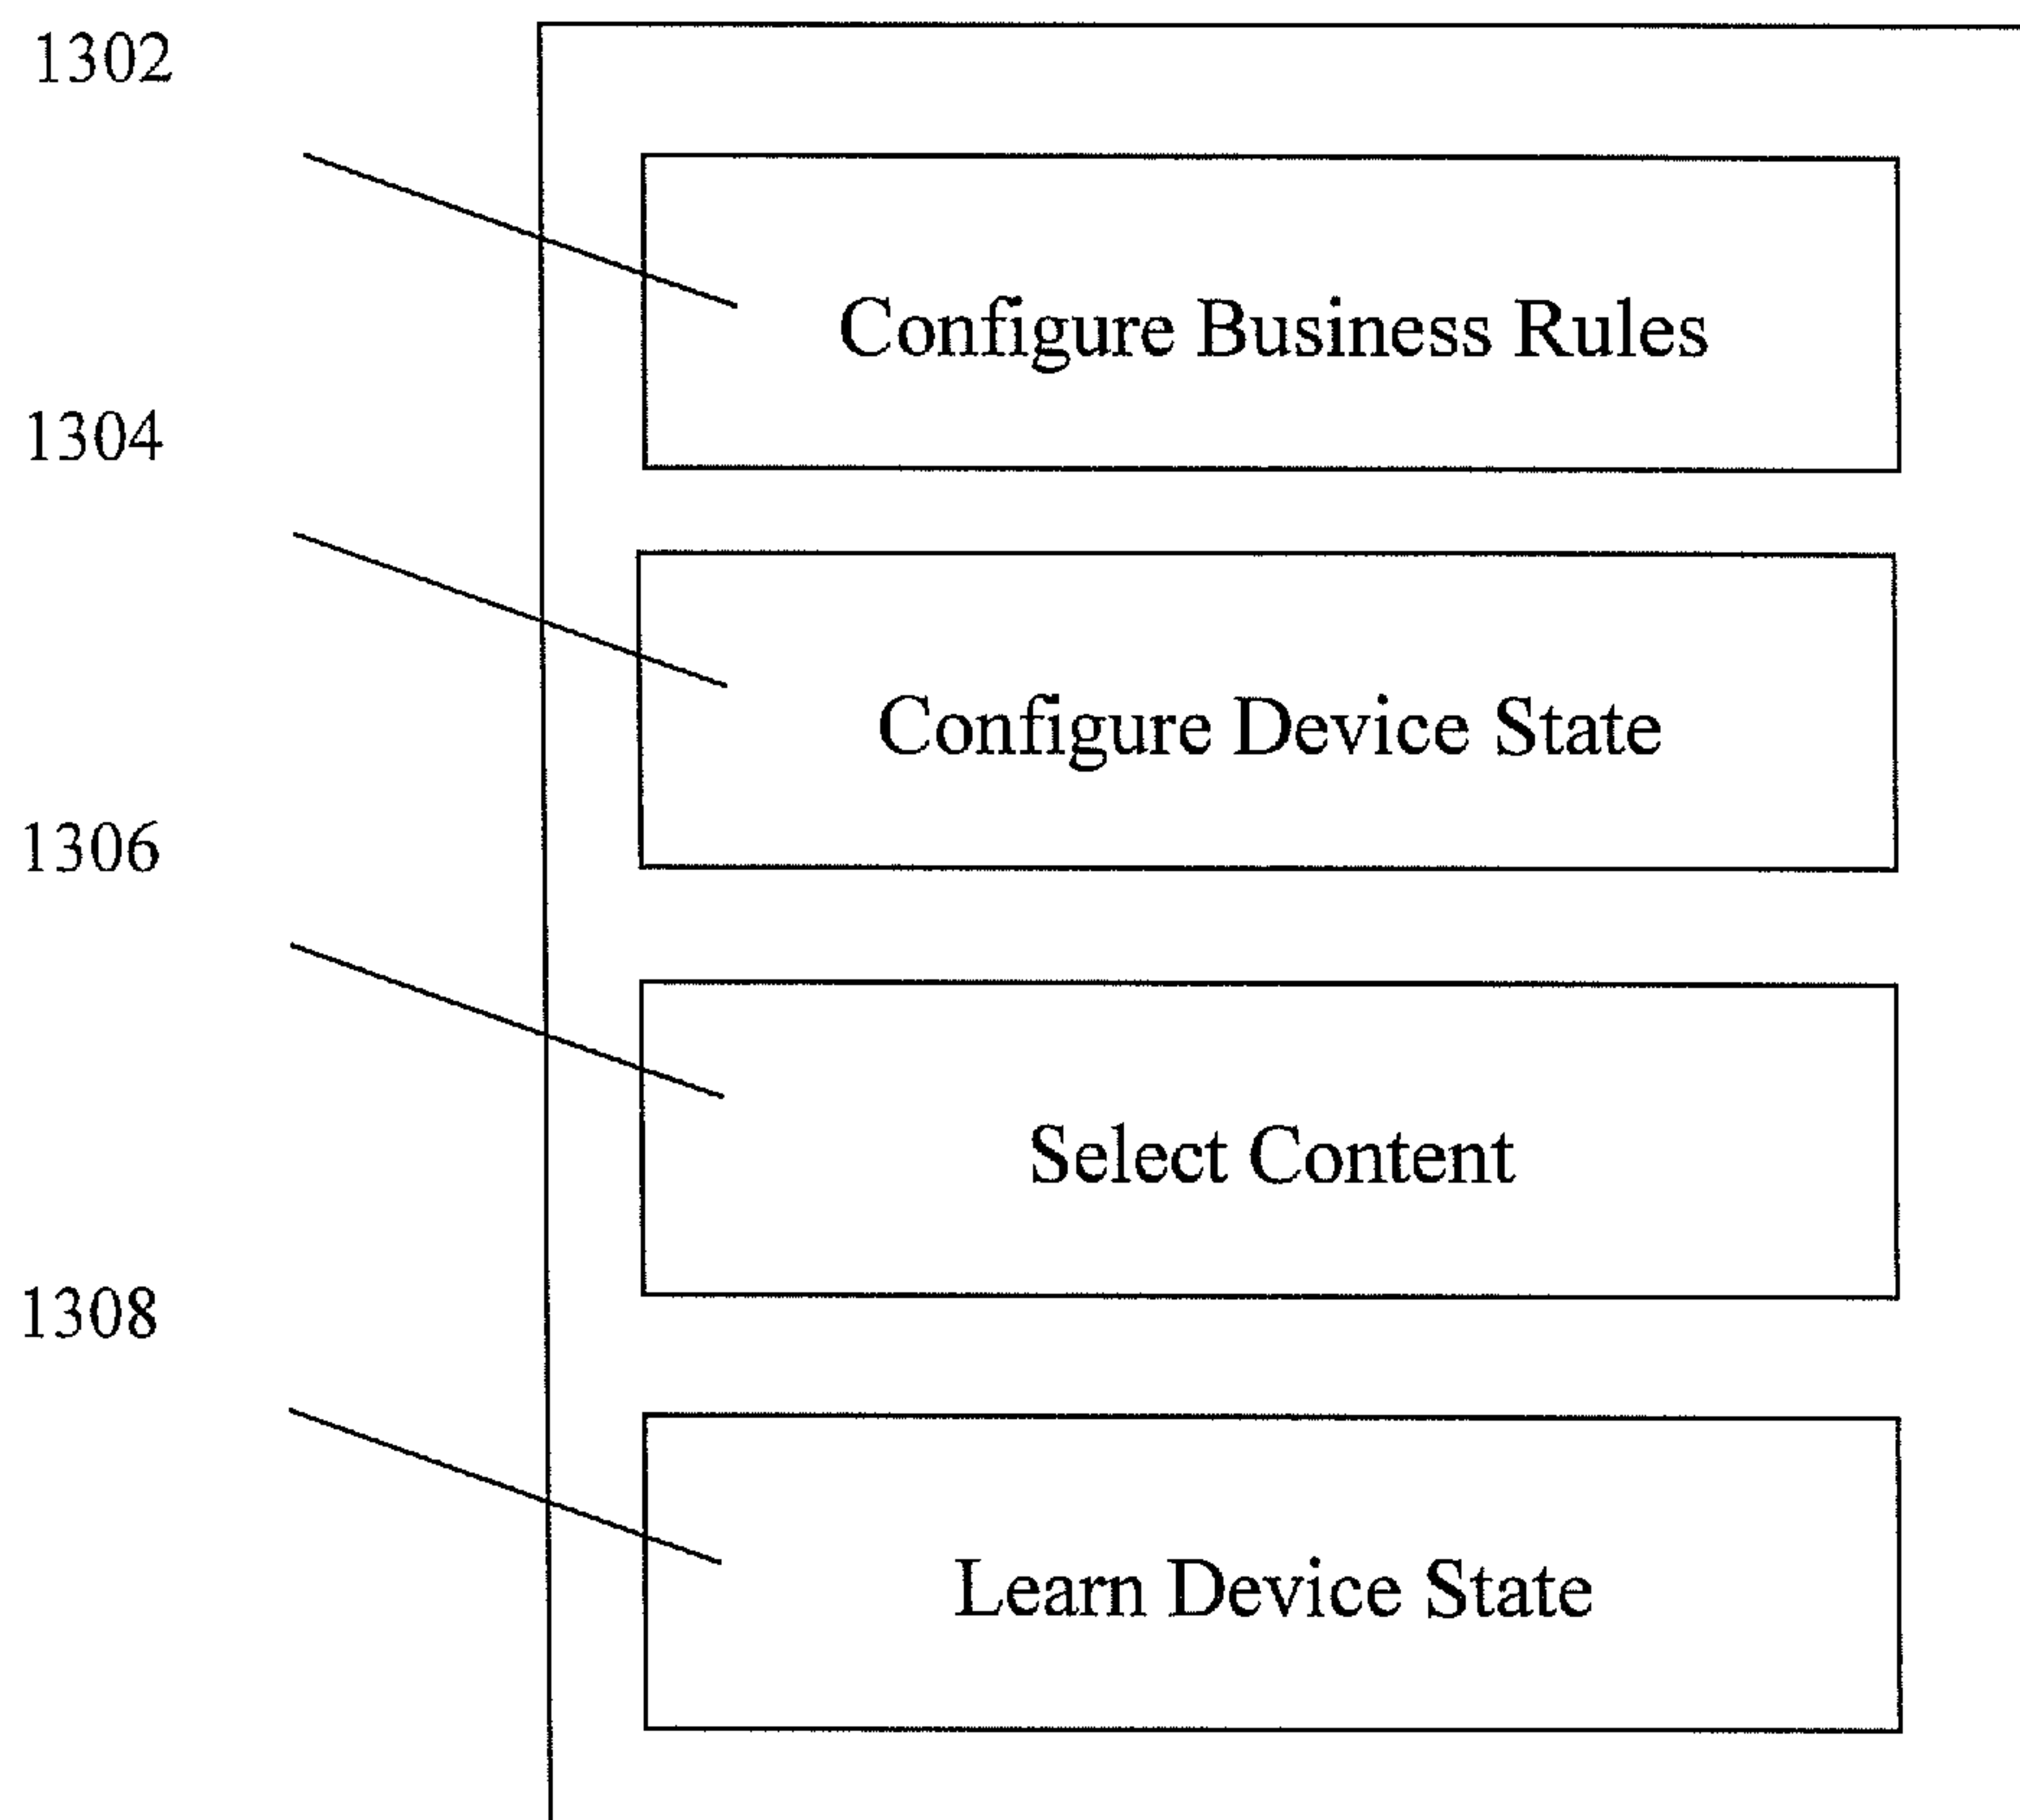 1302
Configure Business Rules
1304
Configure Device State
1306
Select Content
1308
Learn Device State